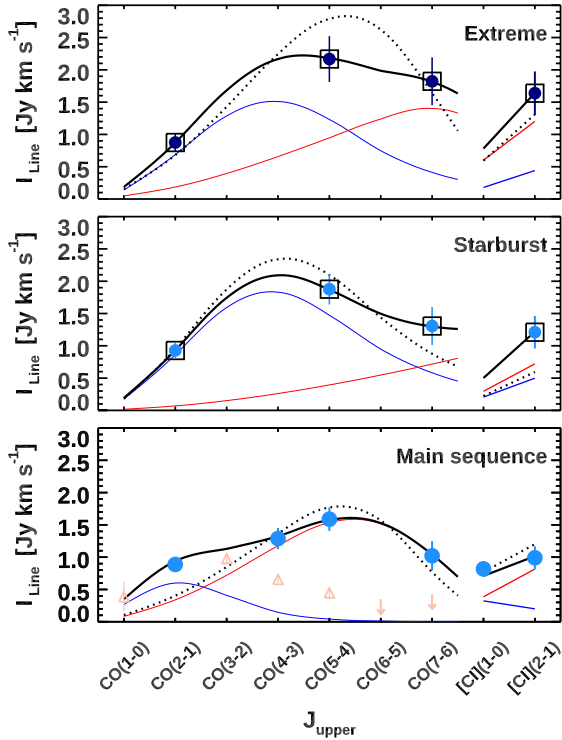 3.0
2.5
2.0
1.5
1.0
0.5
0.0
I Line [Jy km s-1]
Extreme
3.0
2.5
2.0
1.5
1.0
0.5
0.0
I Line [Jy km s-1]
Starburst
3.0
2.5
2.0
1.5
1.0
0.5
0.0
I Line [Jy km s-1]
Main sequence
CO(1-0)
CO(2-1)
CO(3-2)
CO(4-3)
CO(5-4)
CO(6-5)
CO(7-6)
[CI](1-0)
[CI](2-1)
Jupper